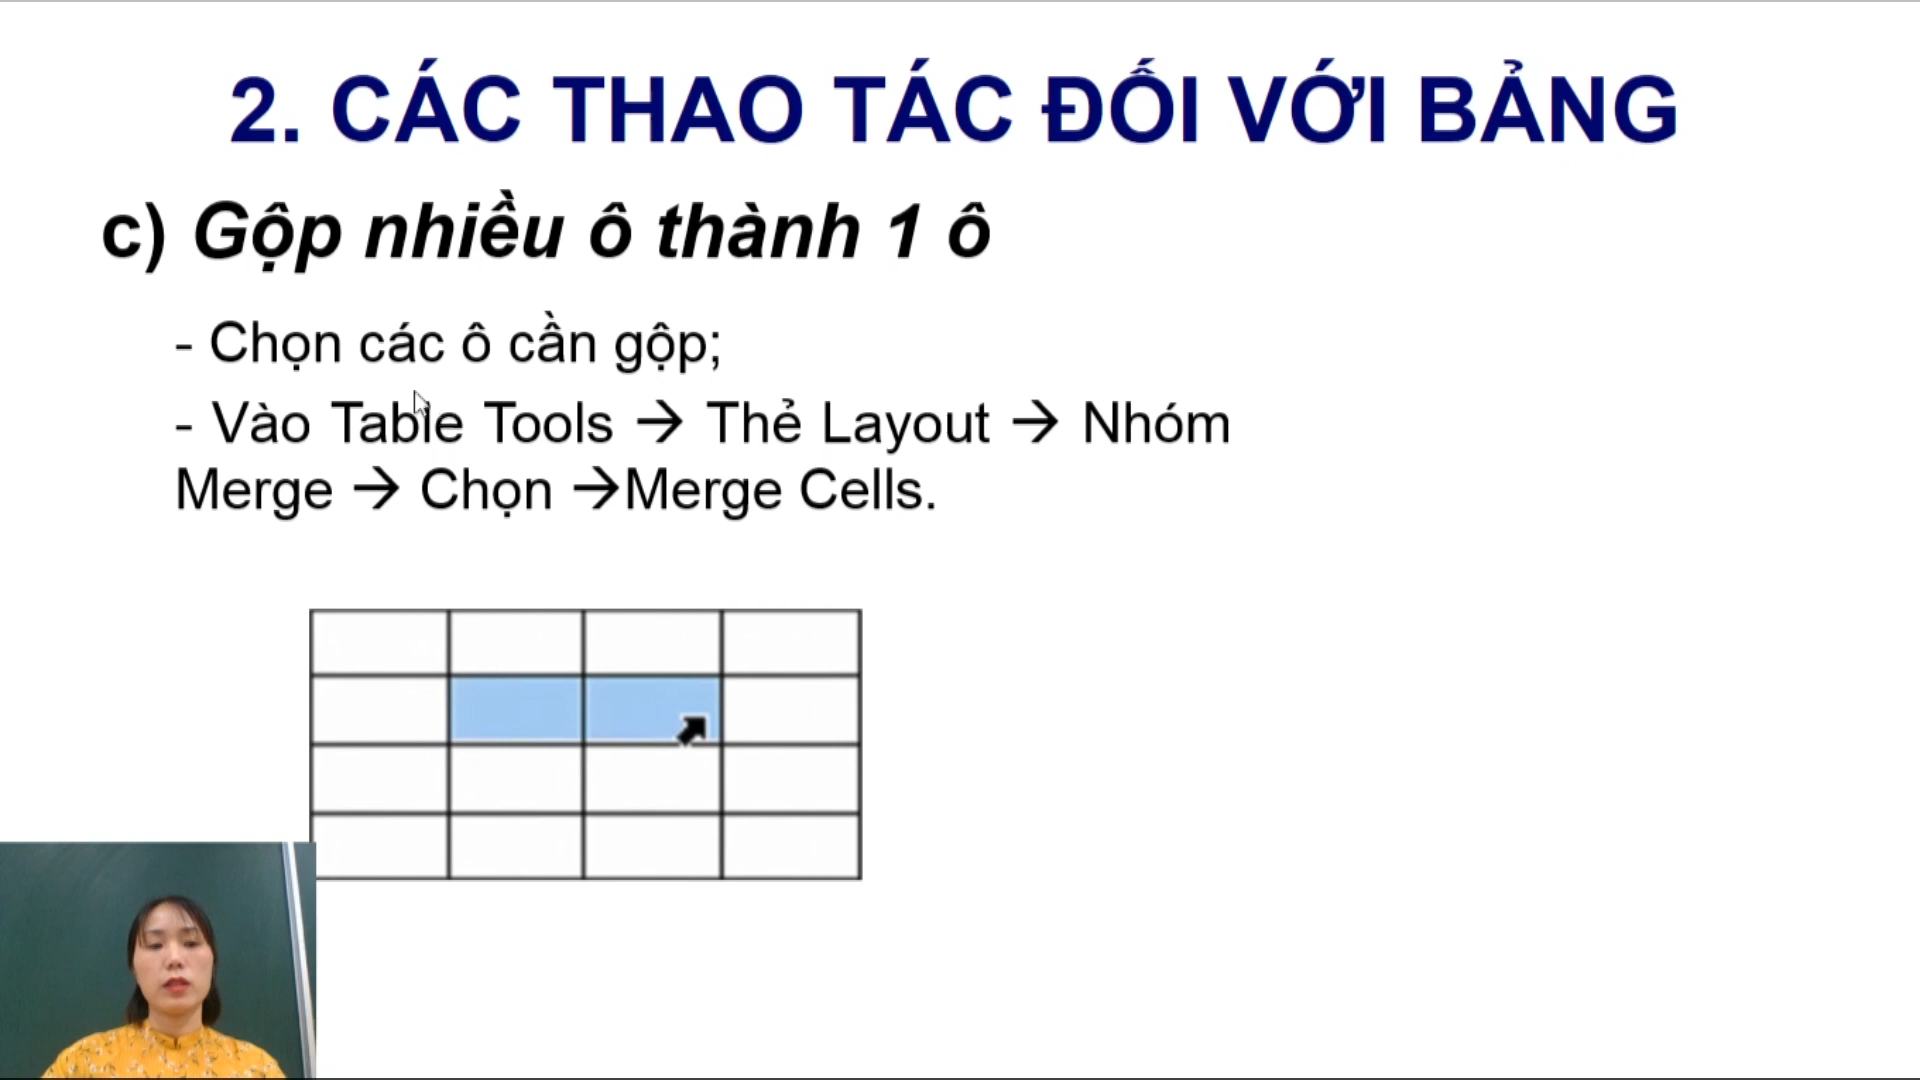 2. CÁC THAO TÁC ĐỐI VỚI BẢNG
c) Gộp nhiều ô thành 1 ô
- Chọn các ô cần gộp;
- Vào Table Tools → Thẻ Layout → Nhóm
Merge → Chọn →Merge Cells.